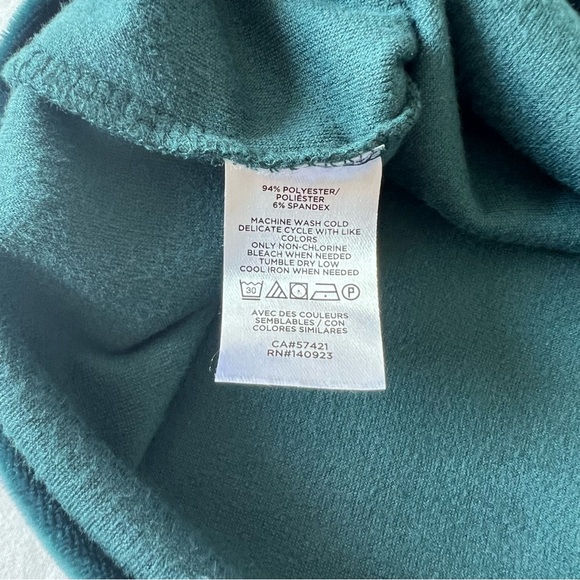 94% POLYESTER/
POLIÉSTER
6% SPANDEX
MACHINE WASH COLD
DELICATE CYCLE WITH LIKE
COLORS
ONLY NON-CHLORINE
BLEACH WHEN NEEDED
TUMBLE DRY LOW
COOL IRON WHEN NEEDED
30 P
AVEC DES COULEURS
SEMBLABLES / CON
COLORES SIMILARES
CA#57421
RN#140923